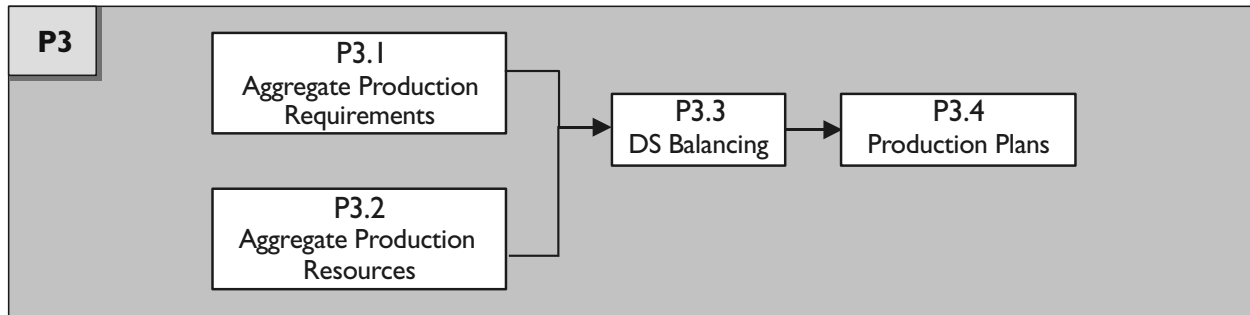 P3
P3.1
Aggregate Production
Requirements
P3.2
Aggregate Production
Resources
P3.3
DS Balancing
P3.4
Production Plans